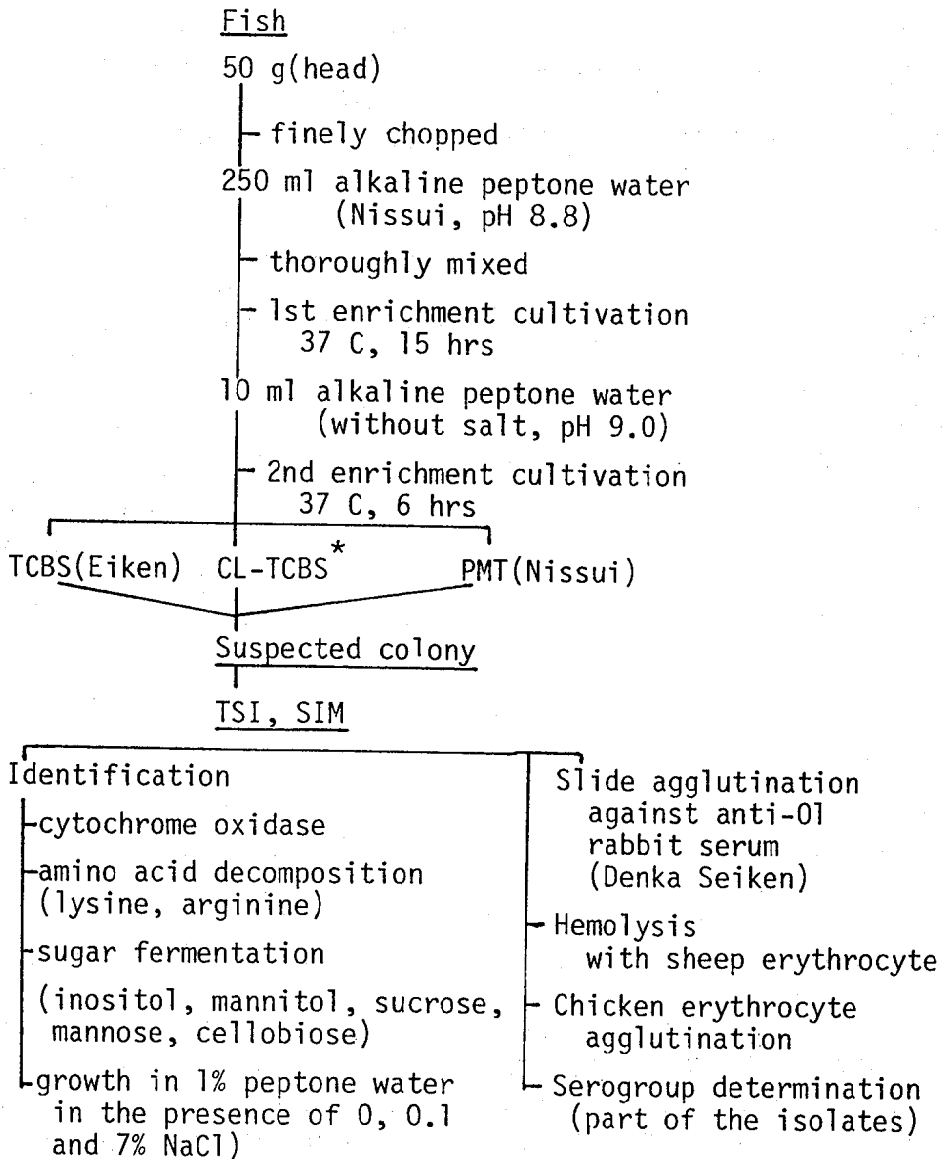 Fish
50 g(head)
finely chopped
250 ml alkaline peptone water
(Nissui, pH 8.8)
thoroughly mixed
1st enrichment cultivation
37 C, 15 hrs
10 ml alkaline peptone water
(without salt, pH 9.0)
2nd enrichment cultivation
37 C, 6 hrs
TCBS(Eiken) CL-TCBS* PMT(Nissui)
Suspected colony
TSI, SIM
Identification
cytochrome oxidase
amino acid decomposition
(lysine, arginine)
sugar fermentation
(inositol, mannitol, sucrose,
mannose, cellobiose)
growth in 1% peptone water
in the presence of 0, 0.1
and 7% NaCl)
Slide agglutination
against anti-O1
rabbit serum
(Denka Seiken)
Hemolysis
with sheep erythrocyte
Chicken erythrocyte
agglutination
Serogroup determination
(part of the isolates)